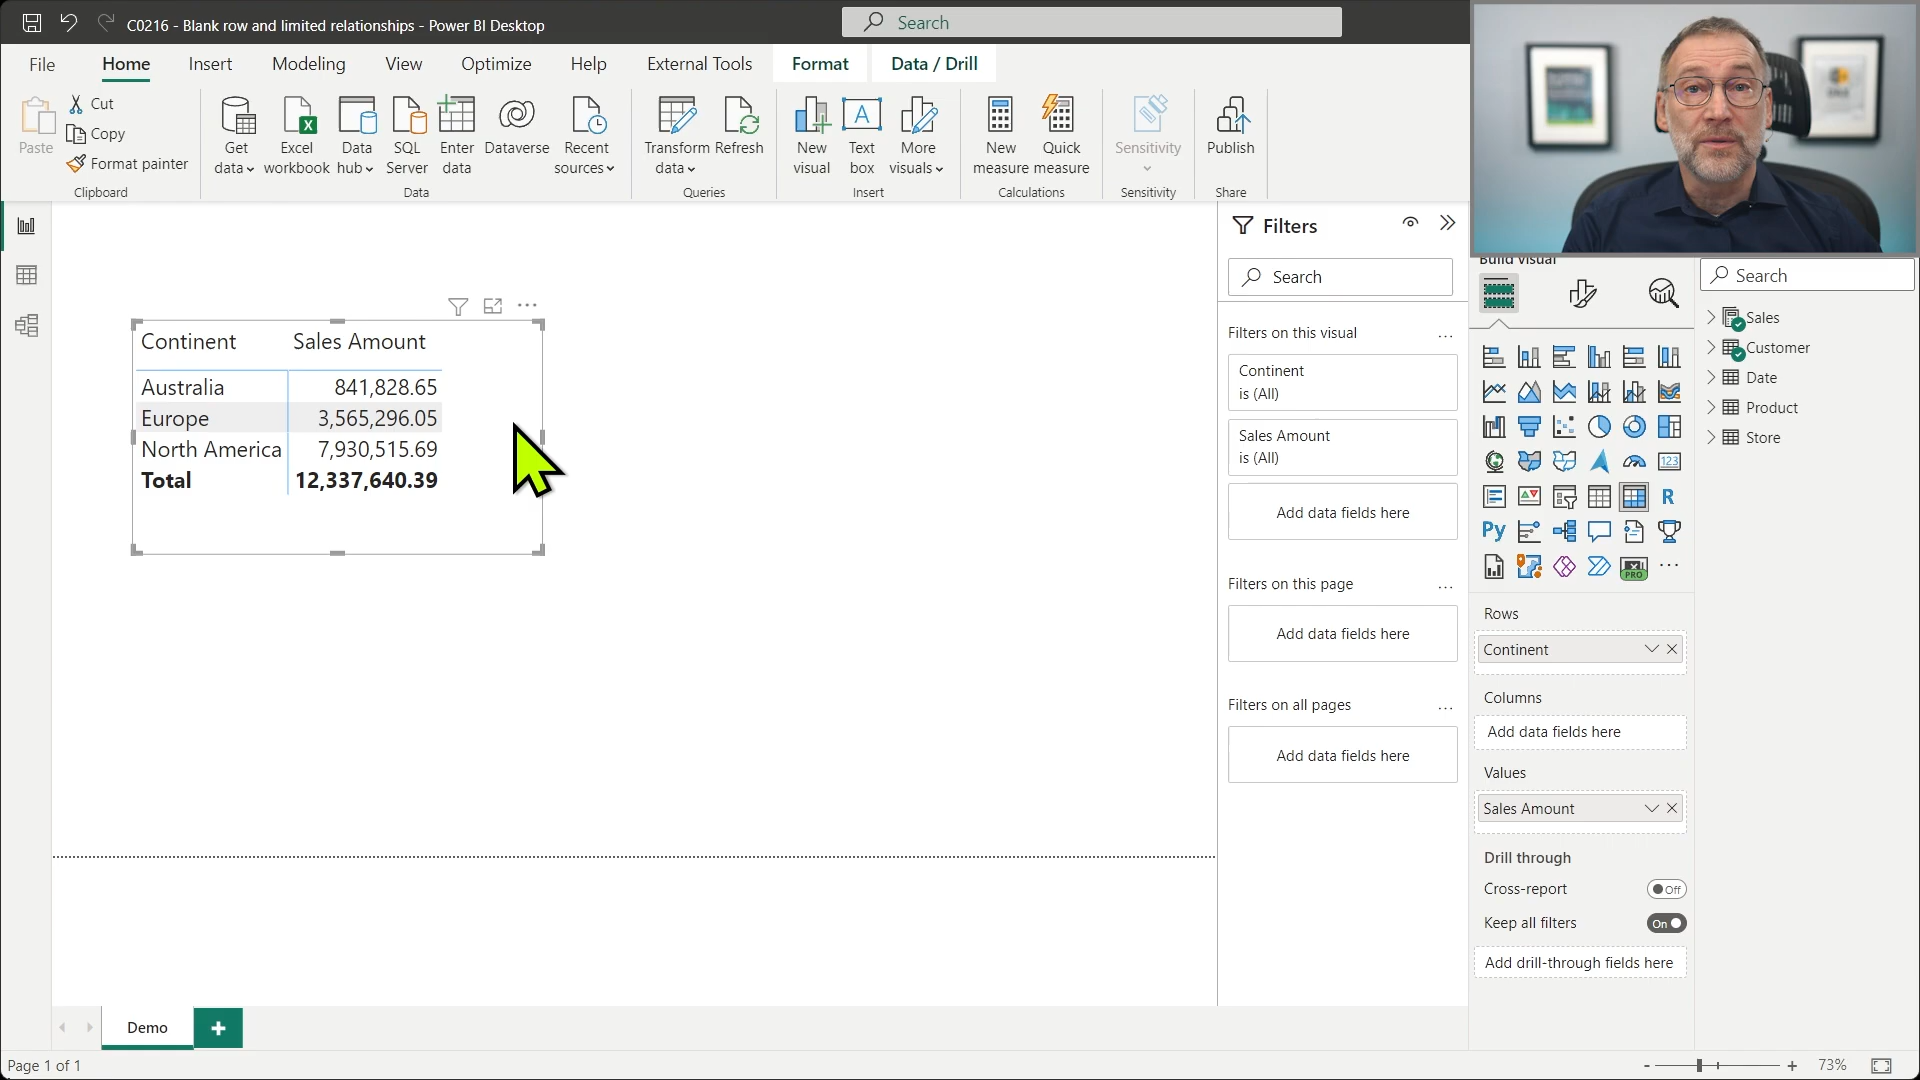 C0216 - Blank row and limited relationships - Power BI Desktop
Search
File
Home
Insert
Modeling
View
Optimize
Help
External Tools
Format
Data / Drill
Paste
Cut
Copy
Format painter
Clipboard
Get data
Excel workbook
Data hub
SQL Server
Enter data
Dataverse
Recent sources
Data
Transform data
Refresh
Queries
New visual
Text box
More visuals
Insert
New measure
Quick measure
Calculations
Sensitivity
Sensitivity
Publish
Share
Continent Sales Amount
Australia 841,828.65
Europe 3,565,296.05
North America 7,930,515.69
Total 12,337,640.39
Filters
Search
Filters on this visual
Continent
is (All)
Sales Amount
is (All)
Add data fields here
Filters on this page
Add data fields here
Filters on all pages
Add data fields here
Build visual
123
R
Py
PRO
Rows
Continent
Columns
Add data fields here
Values
Sales Amount
Drill through
Cross-report Off
Keep all filters On
Add drill-through fields here
Search
Sales
Customer
Date
Product
Store
Demo
Page 1 of 1
73%